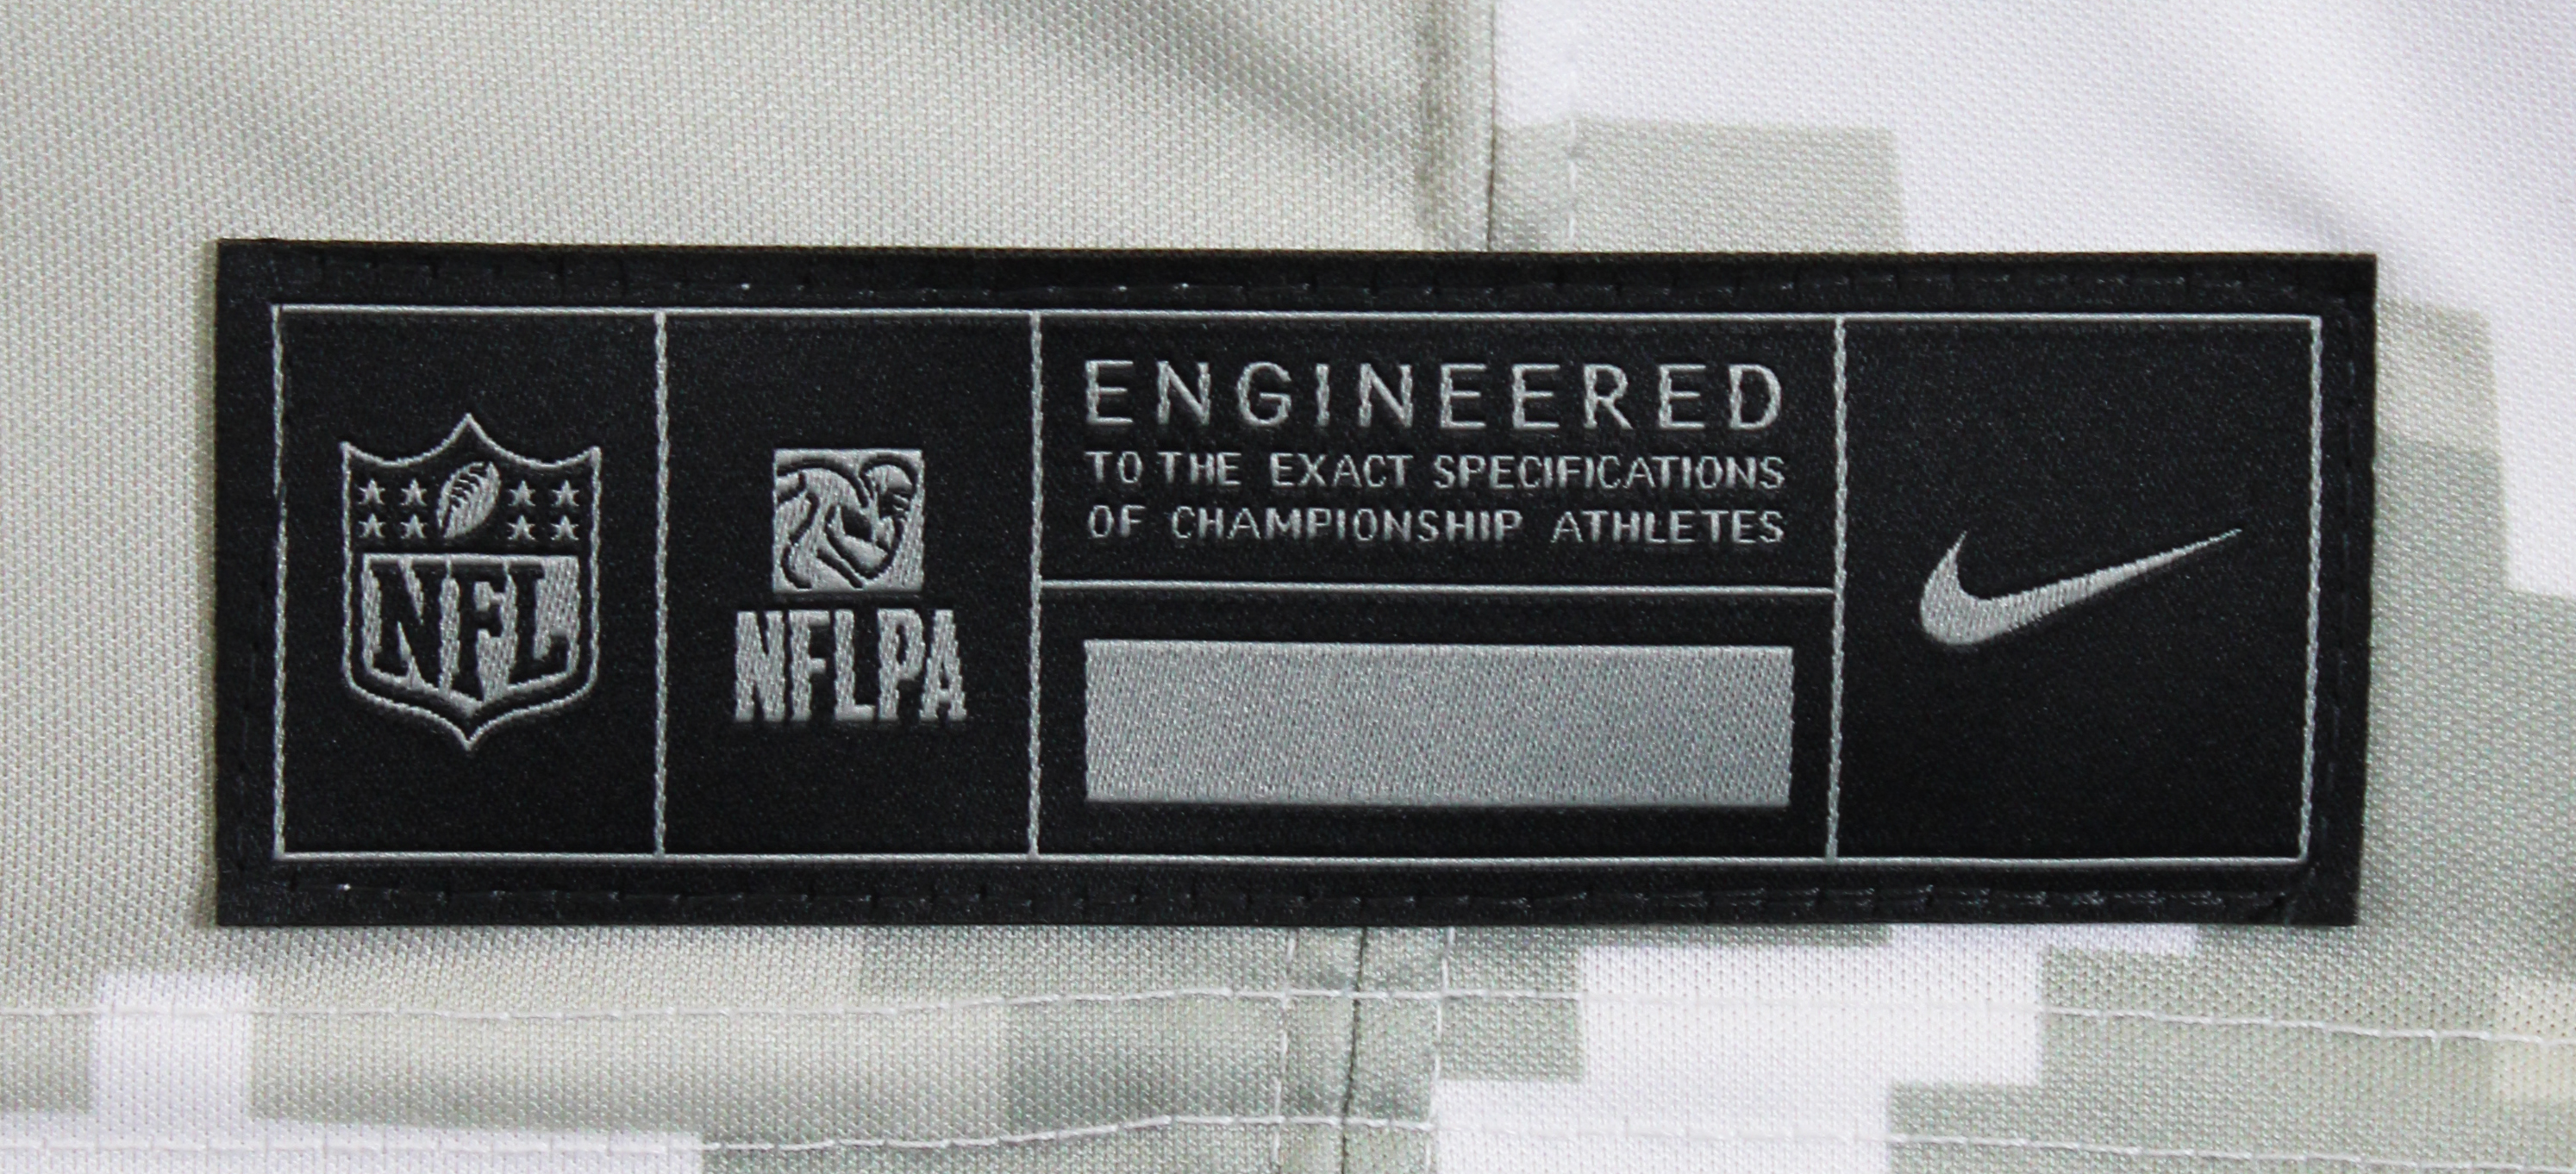 NFL
NFLPA
ENGINEERED
TO THE EXACT SPECIFICATIONS
OF CHAMPIONSHIP ATHLETES